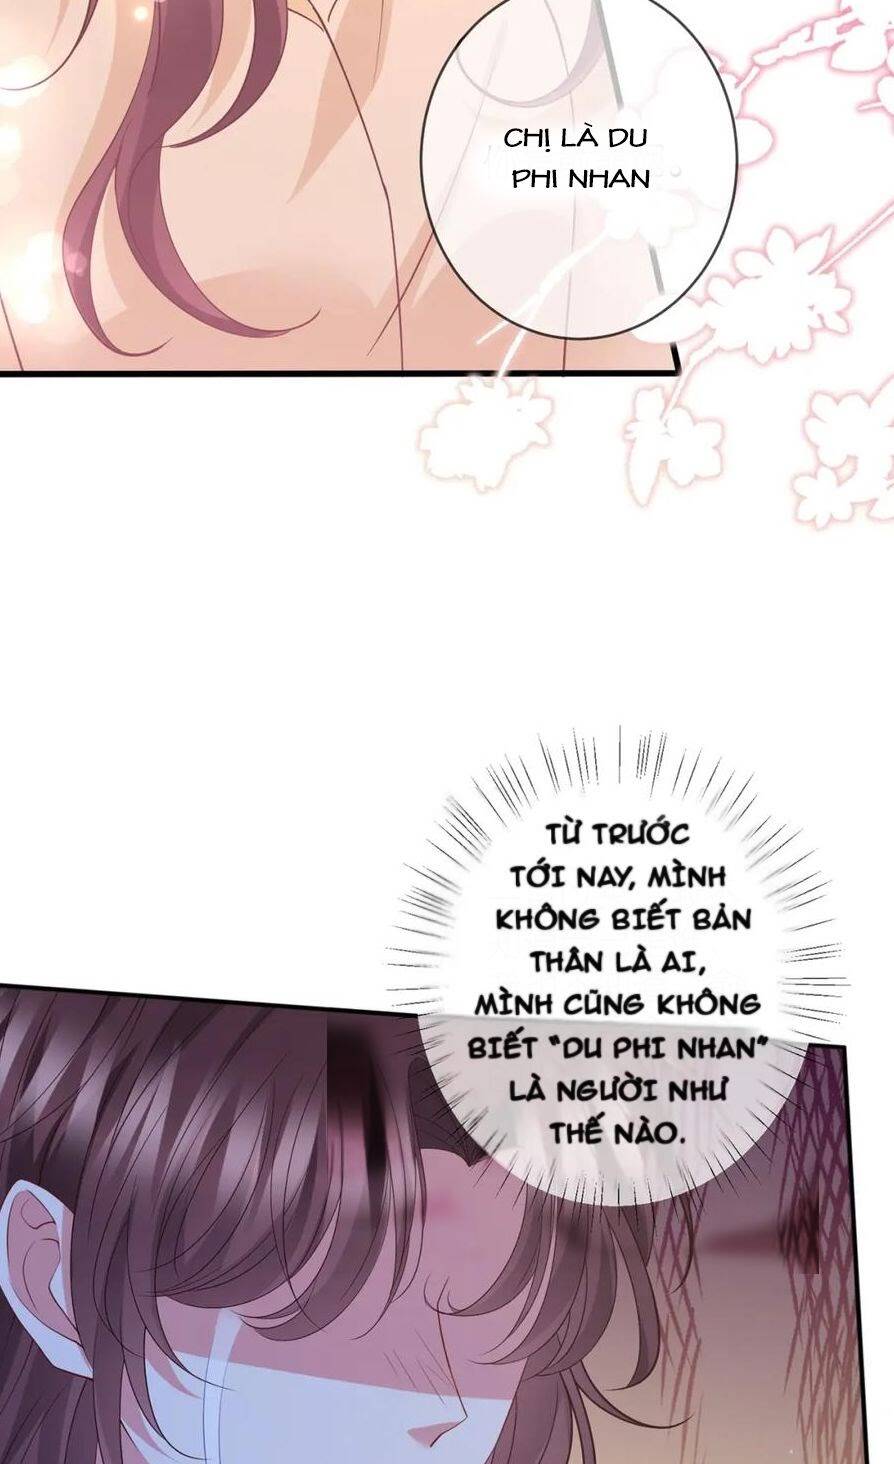 CHỊ LÀ DU
PHI NHAN
TỪ TRƯỚC
TỚI NAY, MÌNH
KHÔNG BIẾT BẢN
THÂN LÀ AI,
MÌNH CŨNG KHÔNG
BIẾT "DU PHI NHAN"
LÀ NGƯỜI NHƯ
THẾ NÀO.